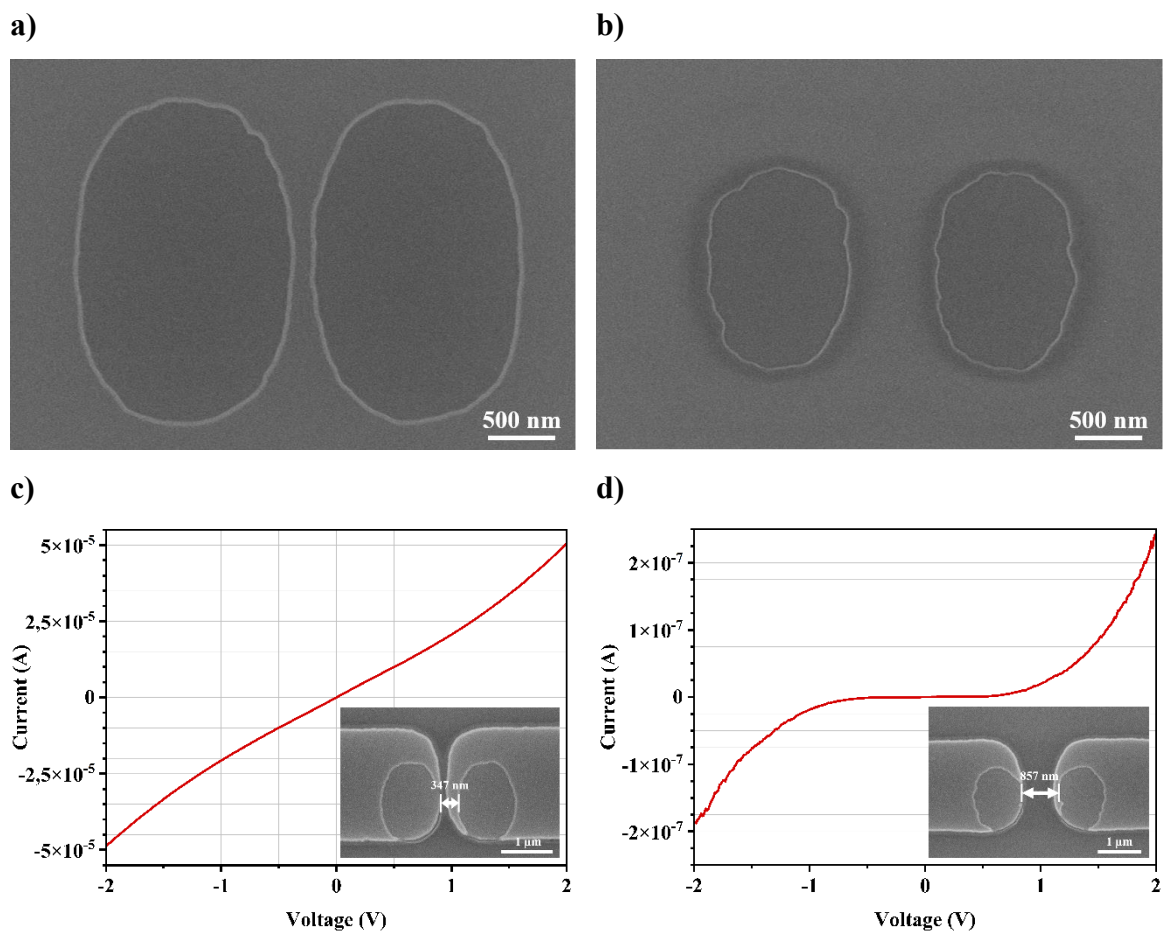 a)
b)
500 nm
500 nm
c)
d)
5×10⁻⁵
2,5×10⁻⁵
0
-2,5×10⁻⁵
-5×10⁻⁵
Current (A)
-2 -1 0 1 2
Voltage (V)
347 nm
1 µm
2×10⁻⁷
1×10⁻⁷
0
-1×10⁻⁷
-2×10⁻⁷
Current (A)
-2 -1 0 1 2
Voltage (V)
857 nm
1 µm